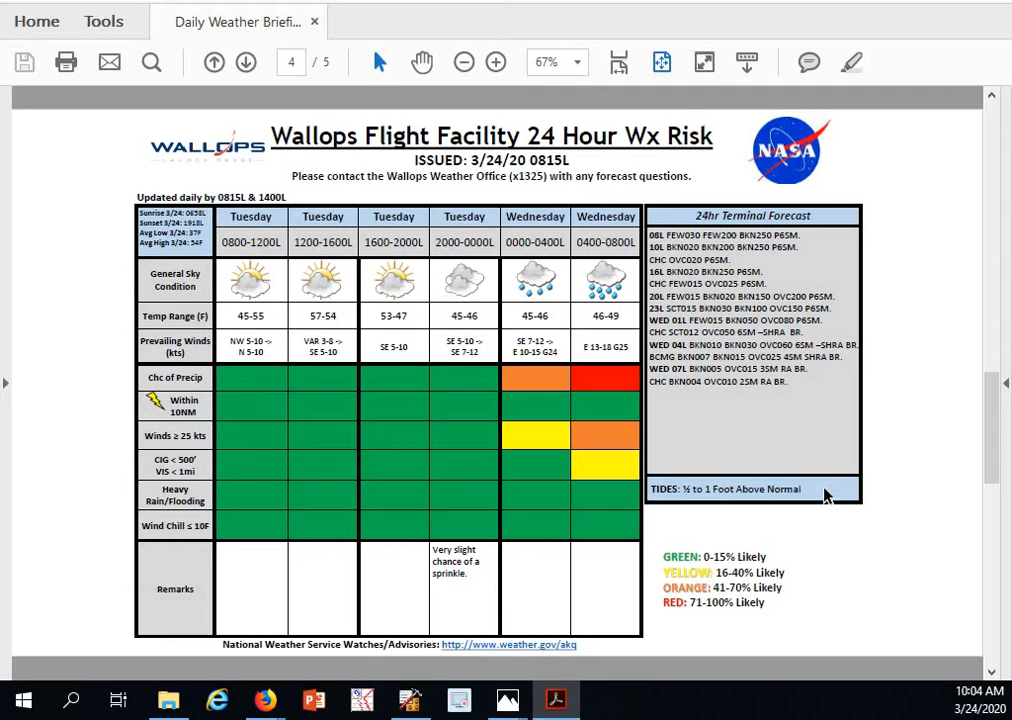 Home Tools Daily Weather Briefi... ×
4 / 5 67%
WALLOPS
LAUNCH RANGE
Wallops Flight Facility 24 Hour Wx Risk
ISSUED: 3/24/20 0815L
Please contact the Wallops Weather Office (x1325) with any forecast questions.
NASA
Updated daily by 0815L & 1400L
Sunrise 3/24: 0658L
Sunset 3/24: 1918L
Avg Low 3/24: 37F
Avg High 3/24: 54F
Tuesday Tuesday Tuesday Tuesday Wednesday Wednesday
0800-1200L 1200-1600L 1600-2000L 2000-0000L 0000-0400L 0400-0800L
General Sky
Condition
Temp Range (F) 45-55 57-54 53-47 45-46 45-46 46-49
Prevailing Winds
(kts)
NW 5-10 ->
N 5-10
VAR 3-8 ->
SE 5-10
SE 5-10
SE 5-10 ->
SE 7-12
SE 7-12 ->
E 10-15 G24
E 13-18 G25
Chc of Precip
Within
10NM
Winds ≥ 25 kts
CIG < 500'
VIS < 1mi
Heavy
Rain/Flooding
Wind Chill ≤ 10F
Remarks
Very slight
chance of a
sprinkle.
24hr Terminal Forecast
08L FEW030 FEW200 BKN250 P6SM.
10L BKN020 BKN200 BKN250 P6SM.
CHC OVC020 P6SM.
16L BKN020 BKN250 P6SM.
CHC FEW015 OVC025 P6SM.
20L FEW015 BKN020 BKN150 OVC200 P6SM.
23L SCT015 BKN030 BKN100 OVC150 P6SM.
WED 01L FEW015 BKN050 OVC080 P6SM.
CHC SCT012 OVC050 6SM –SHRA BR.
WED 04L BKN010 BKN030 OVC060 6SM –SHRA BR.
BCMG BKN007 BKN015 OVC025 4SM SHRA BR.
WED 07L BKN005 OVC015 3SM RA BR.
CHC BKN004 OVC010 2SM RA BR.
TIDES: ½ to 1 Foot Above Normal
GREEN: 0-15% Likely
YELLOW: 16-40% Likely
ORANGE: 41-70% Likely
RED: 71-100% Likely
National Weather Service Watches/Advisories: http://www.weather.gov/akq
10:04 AM
3/24/2020